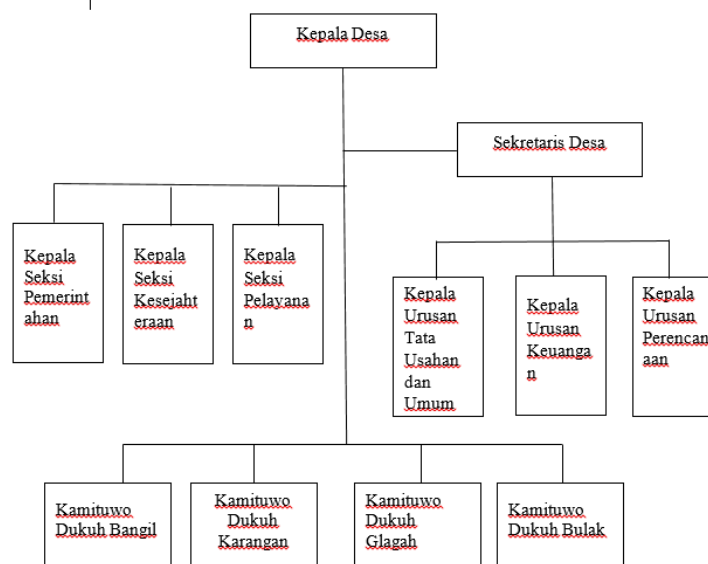 Kepala Desa
Sekretaris Desa
Kepala
Seksi
Pemerint
ahan
Kepala
Seksi
Kesejaht
eraan
Kepala
Seksi
Pelayana
n
Kepala
Urusan
Tata
Usahan
dan
Umum
Kepala
Urusan
Keuanga
n
Kepala
Urusan
Perencan
aan
Kamituwo
Dukuh Bangil
Kamituwo
Dukuh
Karangan
Kamituwo
Dukuh
Glagah
Kamituwo
Dukuh Bulak